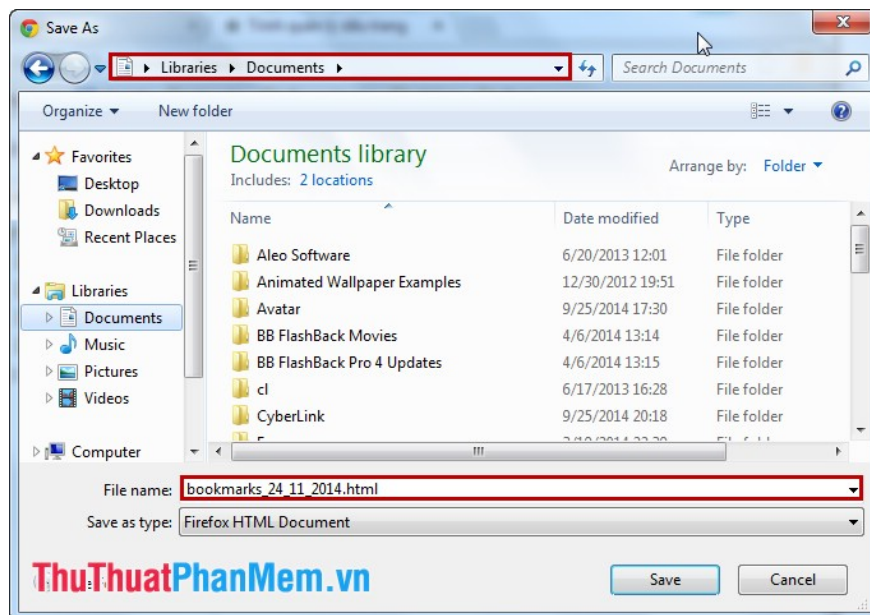 Save As
Libraries Documents
Search Documents
Organize New folder
Favorites
Desktop
Downloads
Recent Places
Libraries
Documents
Music
Pictures
Videos
Computer
Documents library
Includes: 2 locations
Arrange by: Folder
Name Date modified Type
Aleo Software 6/20/2013 12:01 File folder
Animated Wallpaper Examples 12/30/2012 19:51 File folder
Avatar 9/25/2014 17:30 File folder
BB FlashBack Movies 4/6/2014 13:14 File folder
BB FlashBack Pro 4 Updates 4/6/2014 13:15 File folder
cl 6/17/2013 16:28 File folder
CyberLink 9/25/2014 20:18 File folder
File name: bookmarks_24_11_2014.html
Save as type: Firefox HTML Document
ThuThuatPhanMem.vn
Save Cancel